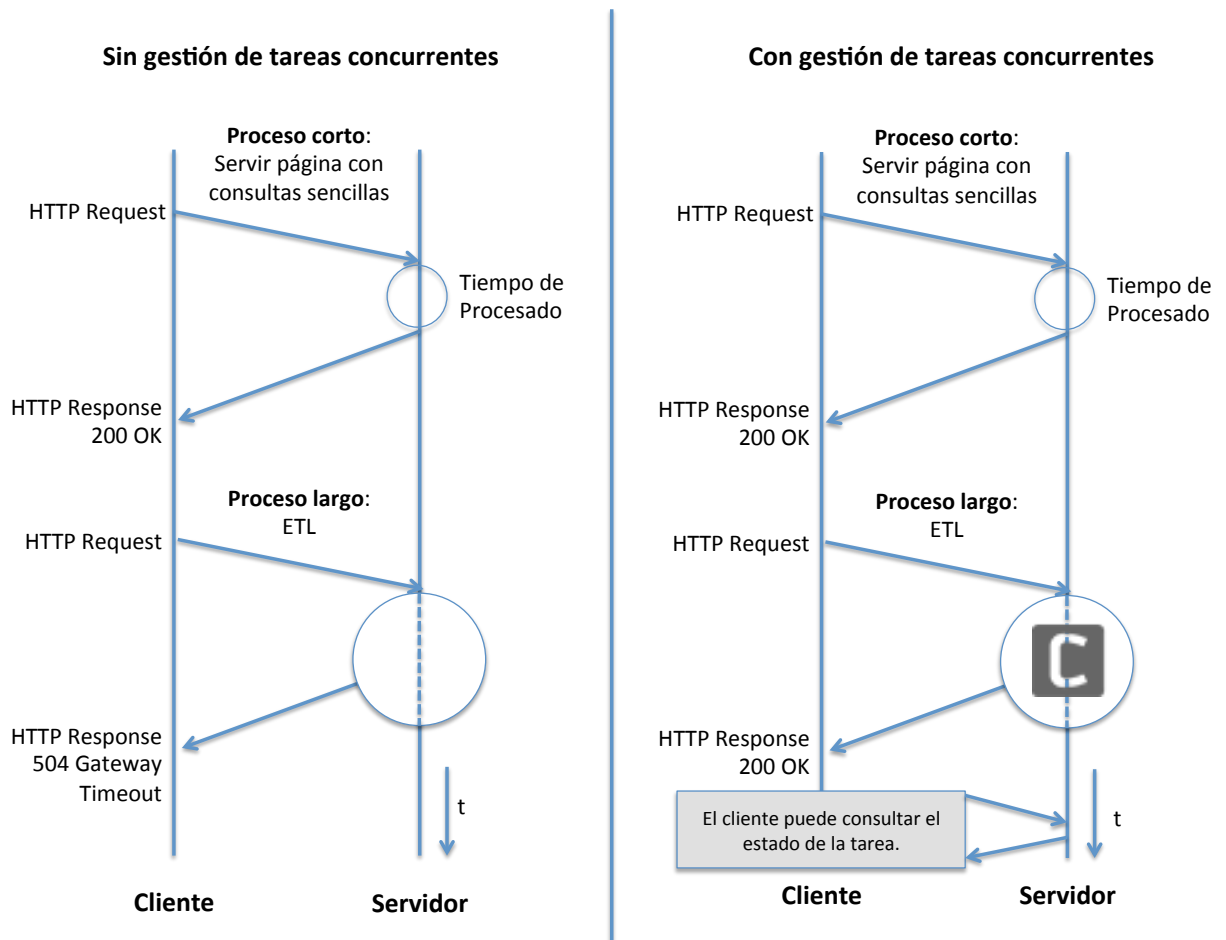 Sin gestión de tareas concurrentes
Proceso corto:
Servir página con
consultas sencillas
HTTP Request
Tiempo de
Procesado
HTTP Response
200 OK
Proceso largo:
ETL
HTTP Request
HTTP Response
504 Gateway
Timeout
t
Cliente
Servidor
Con gestión de tareas concurrentes
Proceso corto:
Servir página con
consultas sencillas
HTTP Request
Tiempo de
Procesado
HTTP Response
200 OK
Proceso largo:
ETL
HTTP Request
C
HTTP Response
200 OK
El cliente puede consultar el
estado de la tarea.
t
Cliente
Servidor